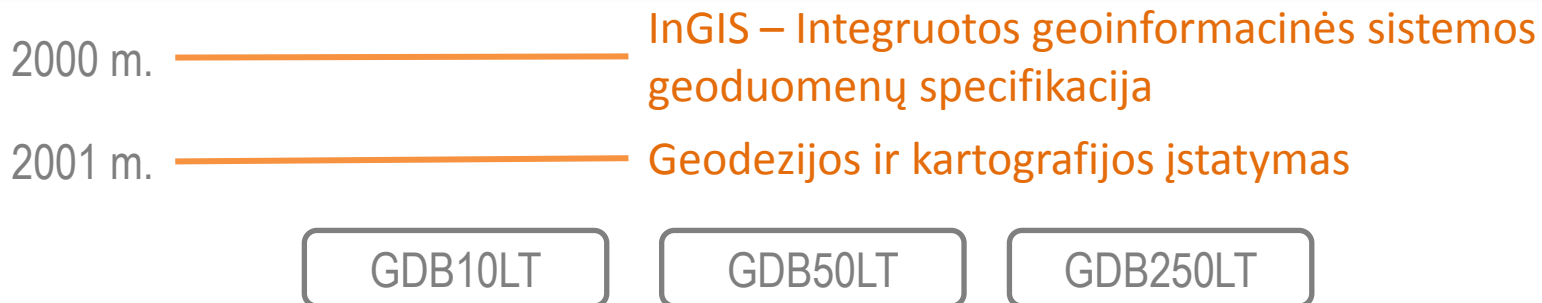 2000 m.
InGIS – Integruotos geoinformacinės sistemos
geoduomenų specifikacija
2001 m.
Geodezijos ir kartografijos įstatymas
GDB10LT
GDB50LT
GDB250LT